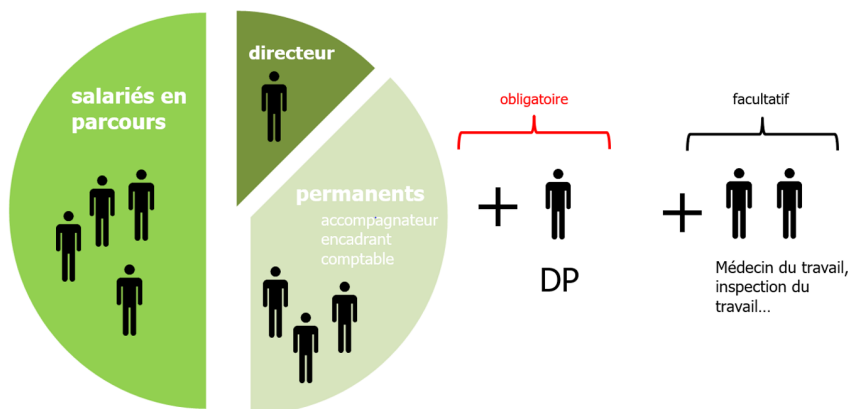 salariés en
parcours
directeur
permanents
accompagnateur
encadrant
comptable
obligatoire
DP
facultatif
Médecin du travail,
inspection du
travail...